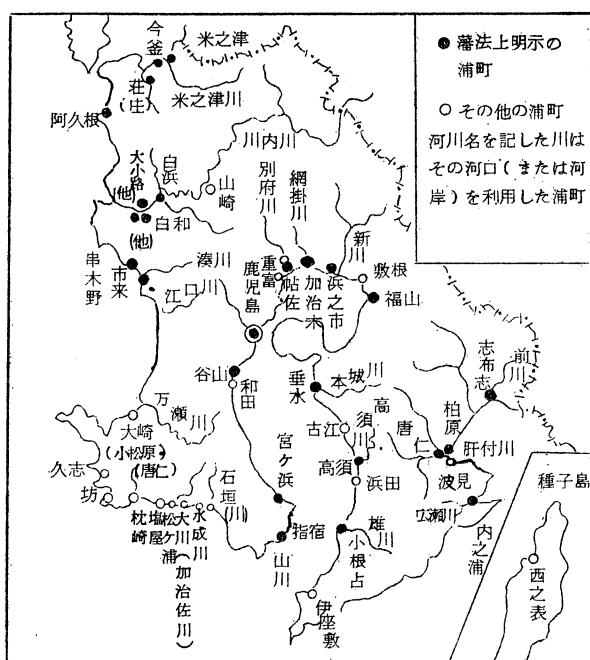 ●藩法上明示の
浦町
○その他の浦町
河川名を記した川は
その河口(または河
岸)を利用した浦町
今釜
米之津
荘
(庄)
米之津川
阿久根
川内川
大小路
(他)
白浜
山崎
別府川
網掛川
白和
(他)
新川
串木野
市来
湊川
江口川
鹿児島
重富
帖佐
加治木
浜之市
敷根
福山
谷山
和田
垂水
本城川
志布志
前川
万瀬川
大崎
(小松原)
(唐仁)
久志
坊
枕崎
塩屋
松ケ浦
大川(加治佐川)
水成川
石垣(川)
宮ケ浜
指宿
山川
古江
須川
高須
浜田
高
唐仁
柏原
肝付川
波見
広瀬川
内之浦
雄川
小根占
伊座敷
種子島
西之表